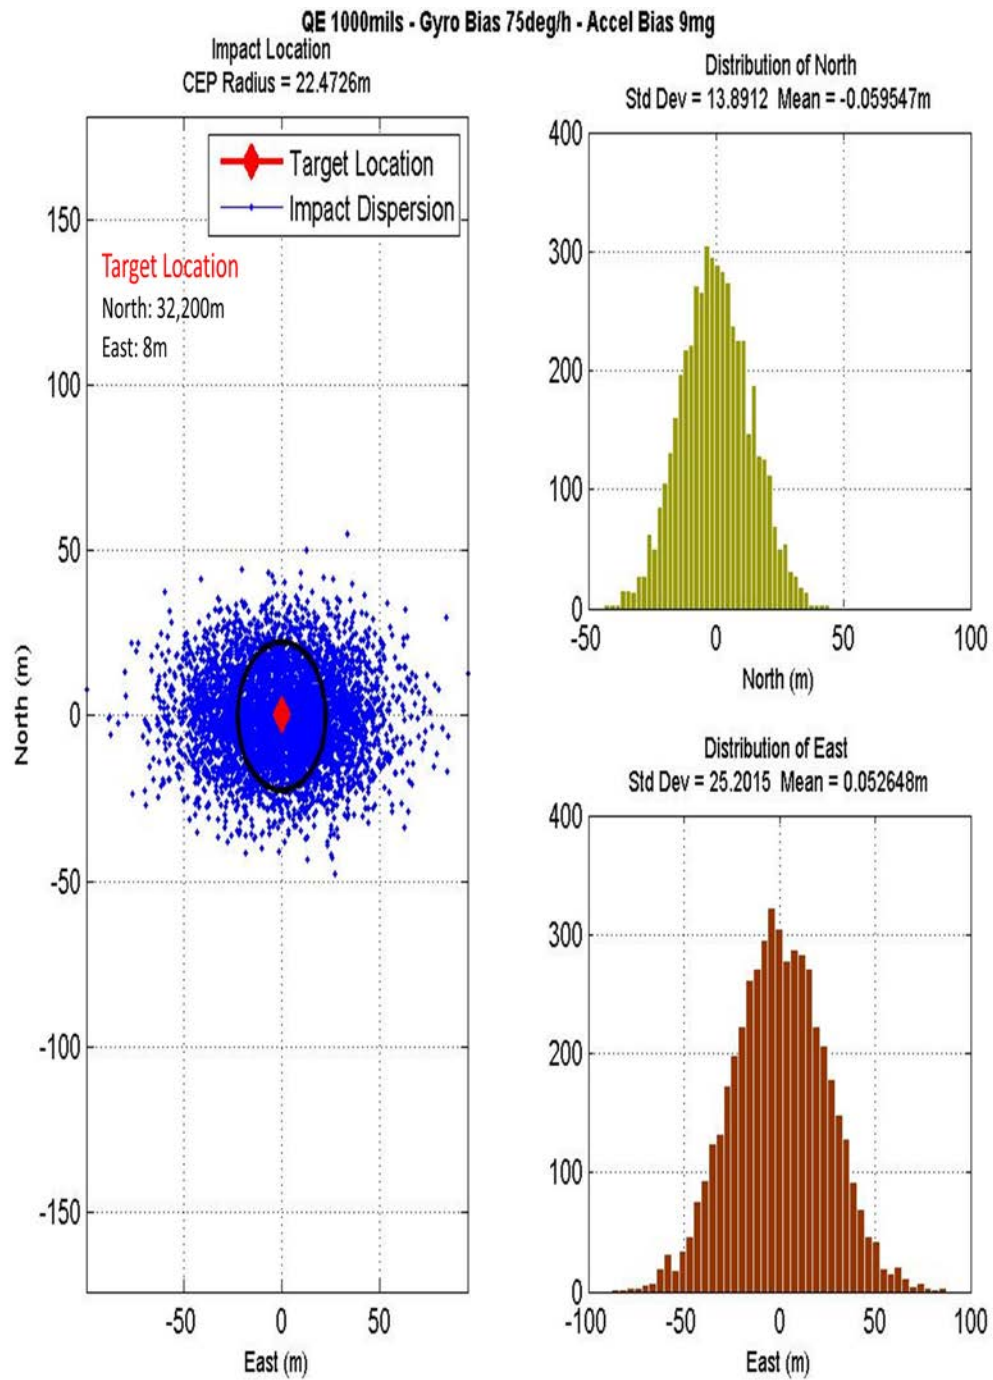 QE 1000mils - Gyro Bias 75deg/h - Accel Bias 9mg
Impact Location
CEP Radius = 22.4726m
Target Location
Impact Dispersion
Target Location
North: 32,200m
East: 8m
150
100
50
0
-50
-100
-150
North (m)
-50
0
50
East (m)
Distribution of North
Std Dev = 13.8912 Mean = -0.059547m
400
300
200
100
0
-50
0
50
100
North (m)
Distribution of East
Std Dev = 25.2015 Mean = 0.052648m
400
300
200
100
0
-100
-50
0
50
100
East (m)